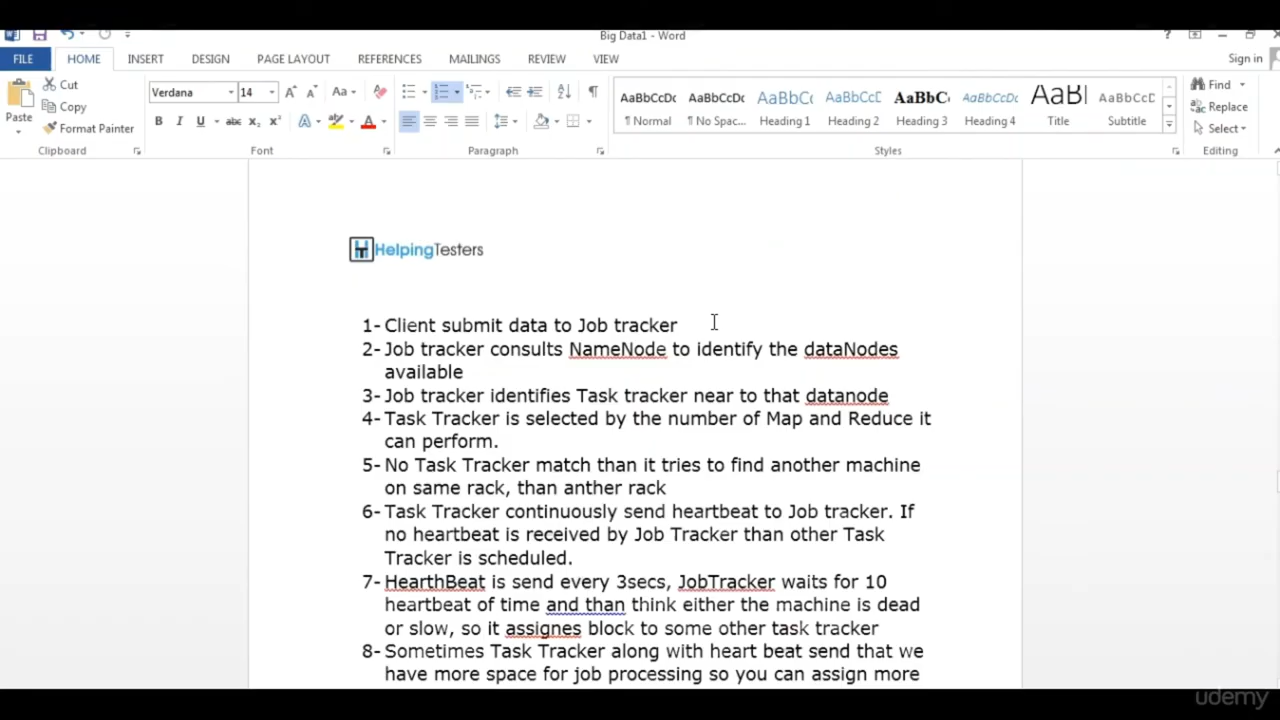 Big Data1 - Word
Sign in
FILE HOME INSERT DESIGN PAGE LAYOUT REFERENCES MAILINGS REVIEW VIEW
Paste
Cut
Copy
Format Painter
Clipboard
Verdana 14
Font
Paragraph
AaBbCcDc AaBbCcDc AaBbC AaBbCcD AaBbC AaBbCcDc AaB AaBbCcD
¶ Normal ¶ No Spac... Heading 1 Heading 2 Heading 3 Heading 4 Title Subtitle
Styles
Find
Replace
Select
Editing
HelpingTesters
1- Client submit data to Job tracker
2- Job tracker consults NameNode to identify the dataNodes
available
3- Job tracker identifies Task tracker near to that datanode
4- Task Tracker is selected by the number of Map and Reduce it
can perform.
5- No Task Tracker match than it tries to find another machine
on same rack, than anther rack
6- Task Tracker continuously send heartbeat to Job tracker. If
no heartbeat is received by Job Tracker than other Task
Tracker is scheduled.
7- HearthBeat is send every 3secs, JobTracker waits for 10
heartbeat of time and than think either the machine is dead
or slow, so it assignes block to some other task tracker
8- Sometimes Task Tracker along with heart beat send that we
have more space for job processing so you can assign more
udemy